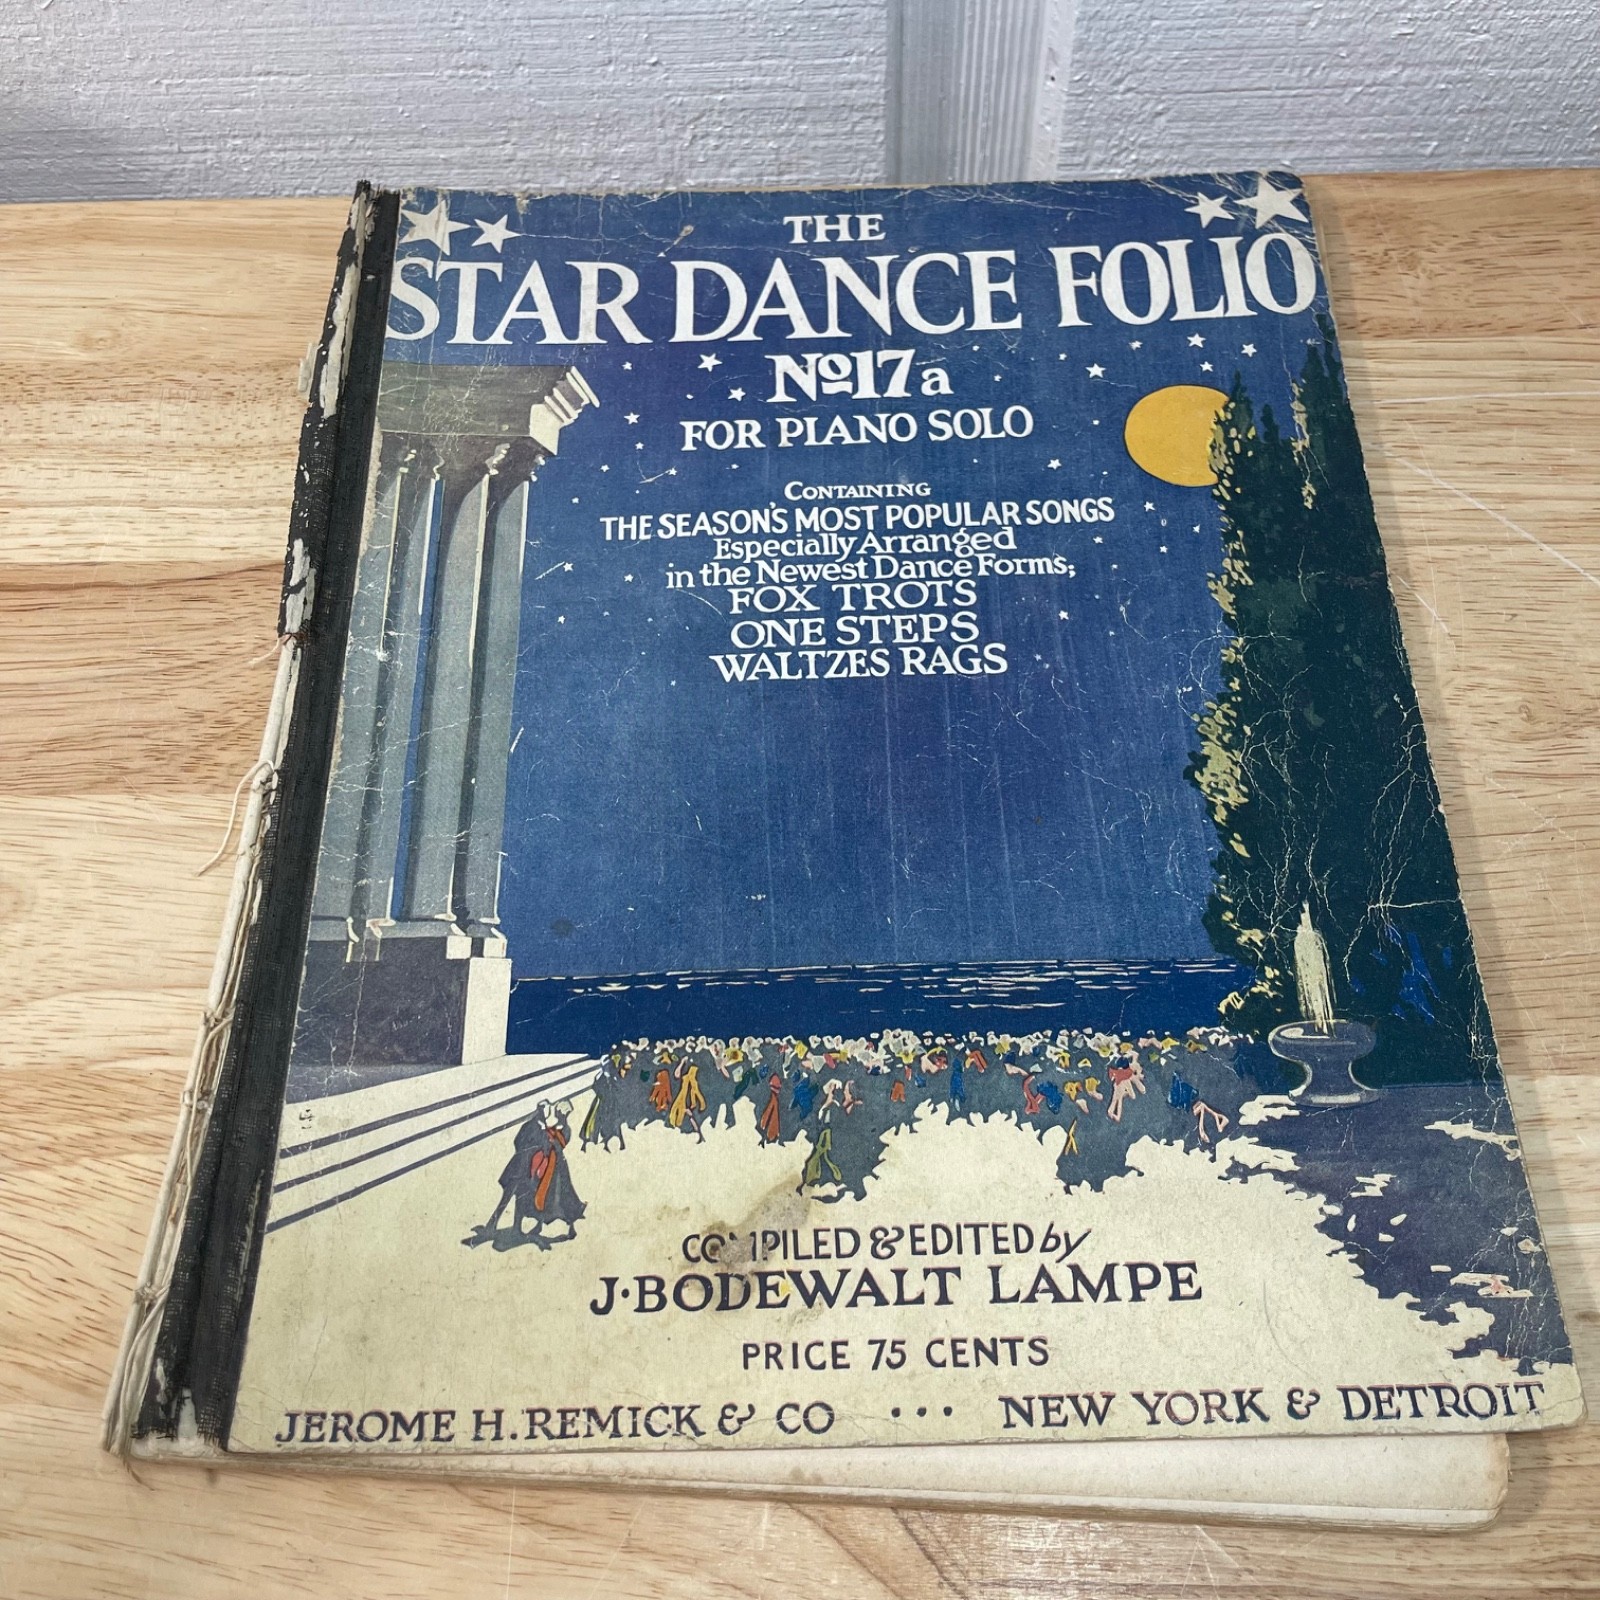 THE
STAR DANCE FOLIO
No17a
FOR PIANO SOLO
CONTAINING
THE SEASON'S MOST POPULAR SONGS
Especially Arranged
in the Newest Dance Forms;
FOX TROTS
ONE STEPS
WALTZES RAGS
COMPILED & EDITED by
J. BODEWALT LAMPE
PRICE 75 CENTS
JEROME H. REMICK & CO ... NEW YORK & DETROIT